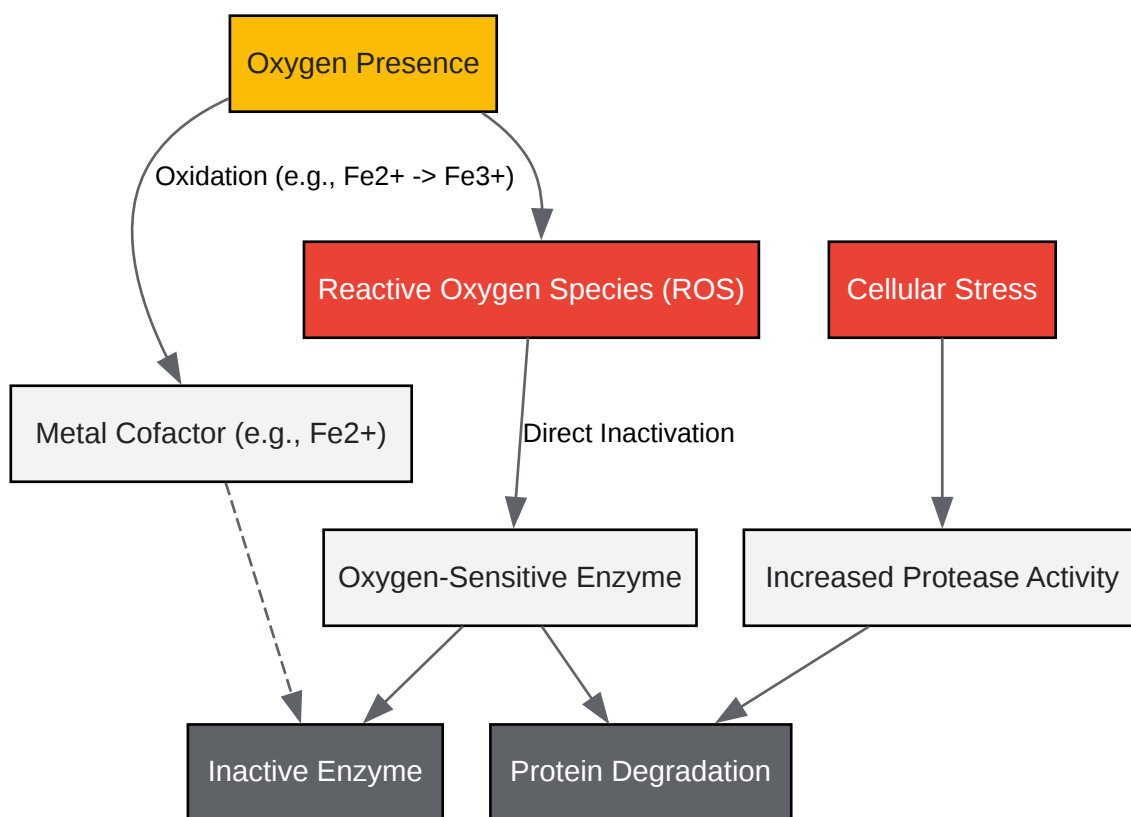 Oxygen Presence
Oxidation (e.g., Fe2+ -> Fe3+)
Reactive Oxygen Species (ROS)
Cellular Stress
Metal Cofactor (e.g., Fe2+)
Direct Inactivation
Oxygen-Sensitive Enzyme
Increased Protease Activity
Inactive Enzyme
Protein Degradation